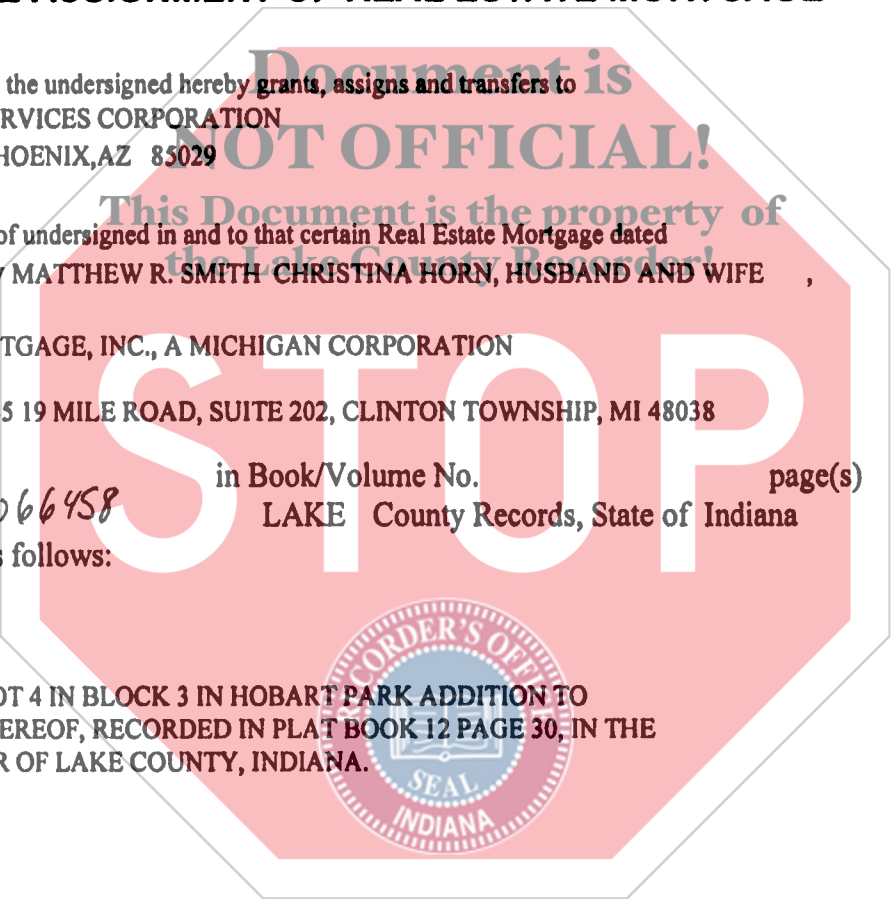 ASSIGNMENT OF REAL ESTATE MORTGAGE
Document is
the undersigned hereby grants, assigns and transfers to
RVICES CORPORATION
NOT OFFICIAL!
HOENIX,AZ 85029
This Document is the property of
of undersigned in and to that certain Real Estate Mortgage dated
the Lake County Recorder!
MATTHEW R. SMITH CHRISTINA HORN, HUSBAND AND WIFE ,
TGAGE, INC., A MICHIGAN CORPORATION
STOP
5 19 MILE ROAD, SUITE 202, CLINTON TOWNSHIP, MI 48038
in Book/Volume No. page(s)
066458 LAKE County Records, State of Indiana
s follows:
RECORDER'S OFFICE
OT 4 IN BLOCK 3 IN HOBART PARK ADDITION TO
EREOF, RECORDED IN PLAT BOOK 12 PAGE 30, IN THE
R OF LAKE COUNTY, INDIANA.
SEAL
INDIANA